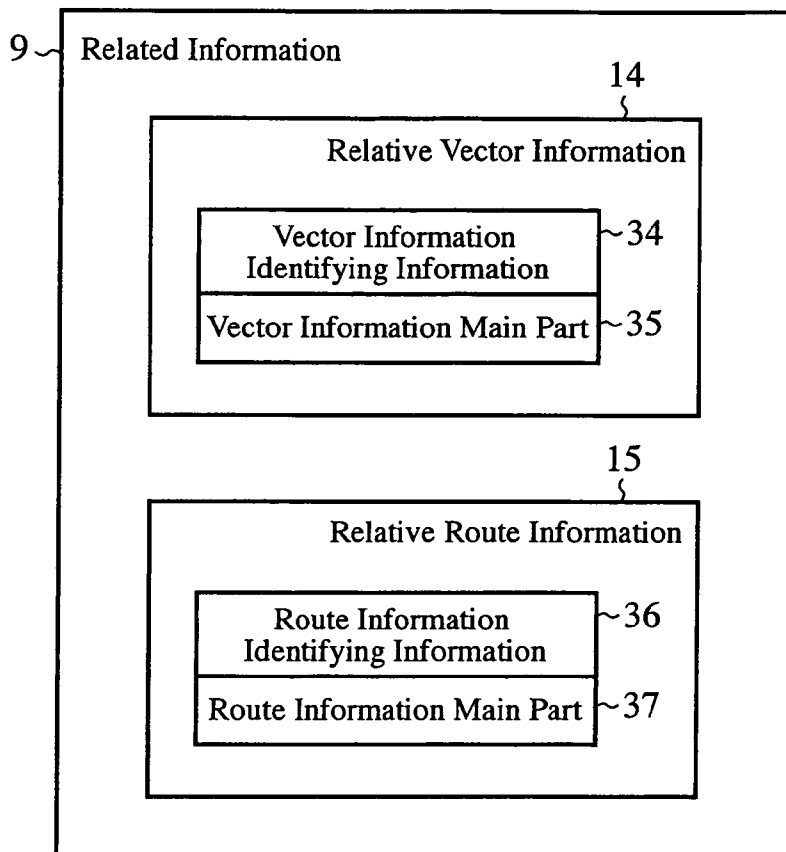 9 Related Information
14
Relative Vector Information
Vector Information
Identifying Information
34
Vector Information Main Part
35
15
Relative Route Information
Route Information
Identifying Information
36
Route Information Main Part
37